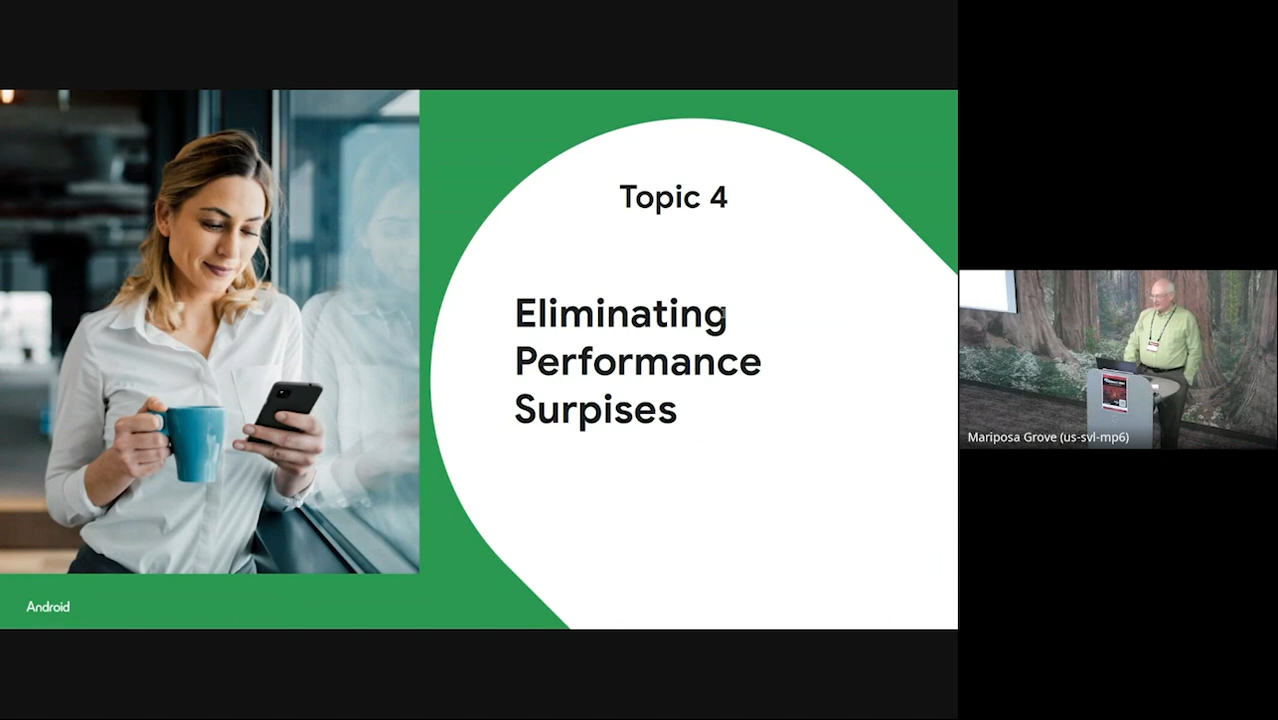 Topic 4
Eliminating
Performance
Surpises
Android
Mariposa Grove (us-svl-mp6)